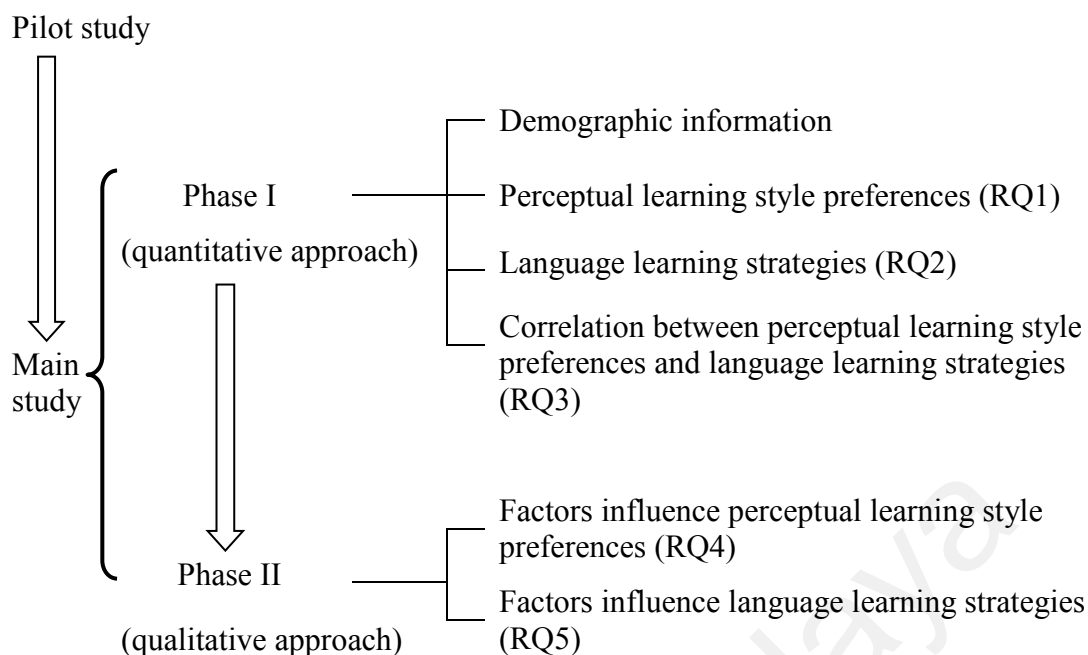 Pilot study
Demographic information
Phase I
Perceptual learning style preferences (RQ1)
(quantitative approach)
Language learning strategies (RQ2)
Correlation between perceptual learning style
preferences and language learning strategies
(RQ3)
Main
study
Factors influence perceptual learning style
preferences (RQ4)
Phase II
Factors influence language learning strategies
(RQ5)
(qualitative approach)
laya